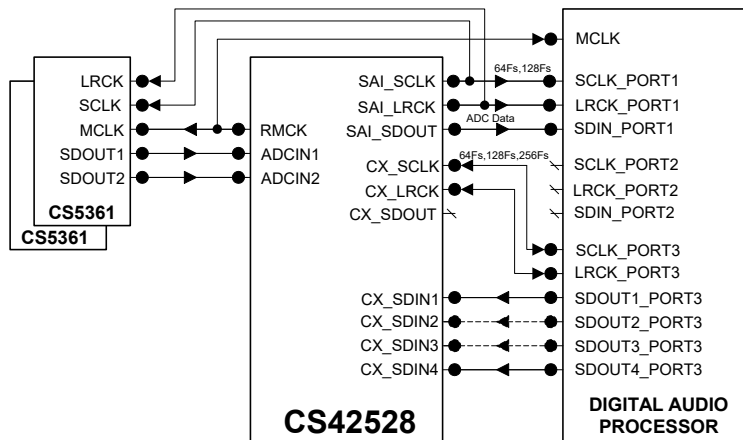 LRCK
SCLK
MCLK
SDOUT1
SDOUT2
CS5361
CS5361
RMCK
ADCIN1
ADCIN2
SAI_SCLK
SAI_LRCK
SAI_SDOUT
CX_SCLK
CX_LRCK
CX_SDOUT
CX_SDIN1
CX_SDIN2
CX_SDIN3
CX_SDIN4
CS42528
64Fs,128Fs
ADC Data
64Fs,128Fs,256Fs
MCLK
SCLK_PORT1
LRCK_PORT1
SDIN_PORT1
SCLK_PORT2
LRCK_PORT2
SDIN_PORT2
SCLK_PORT3
LRCK_PORT3
SDOUT1_PORT3
SDOUT2_PORT3
SDOUT3_PORT3
SDOUT4_PORT3
DIGITAL AUDIO
PROCESSOR